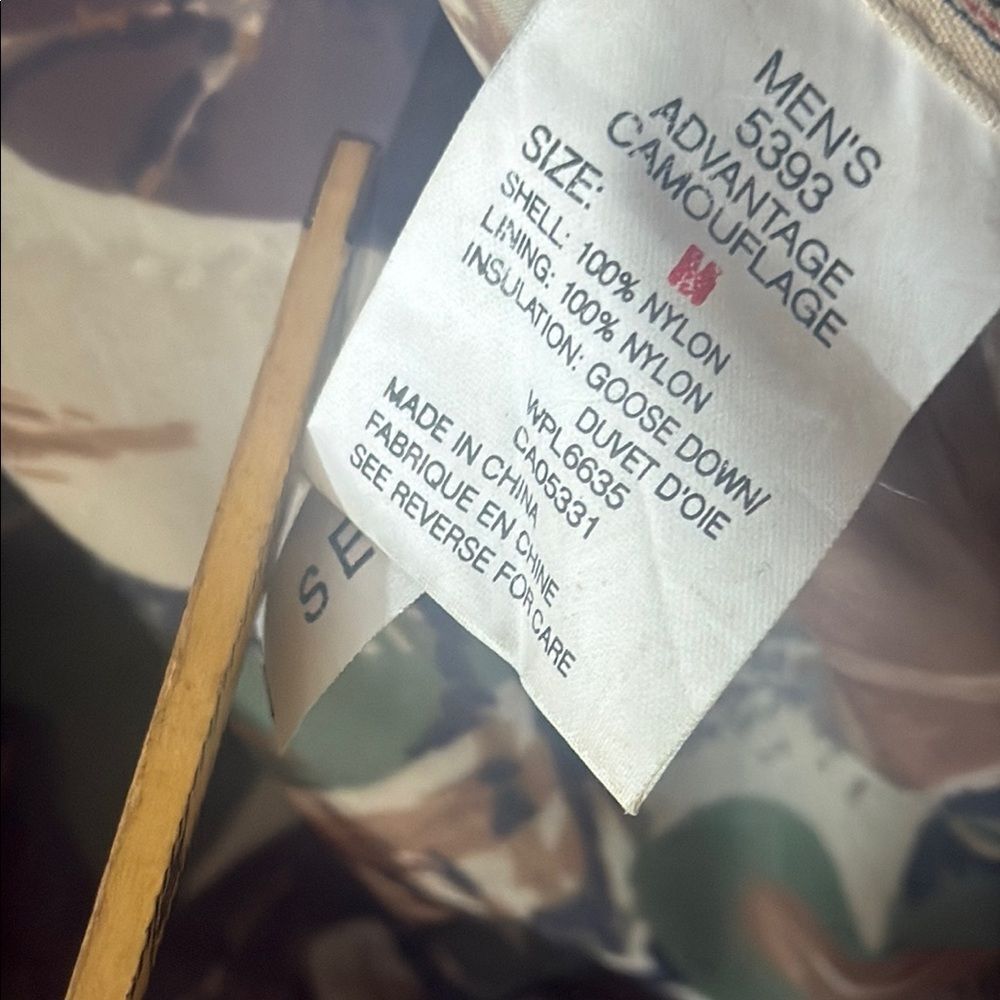 MEN'S
5393
ADVANTAGE
CAMOUFLAGE
SIZE: M
SHELL: 100% NYLON
LINING: 100% NYLON
INSULATION: GOOSE DOWN/
DUVET D'OIE
WPL6635
CA05331
MADE IN CHINA
FABRIQUE EN CHINE
SEE REVERSE FOR CARE
SE